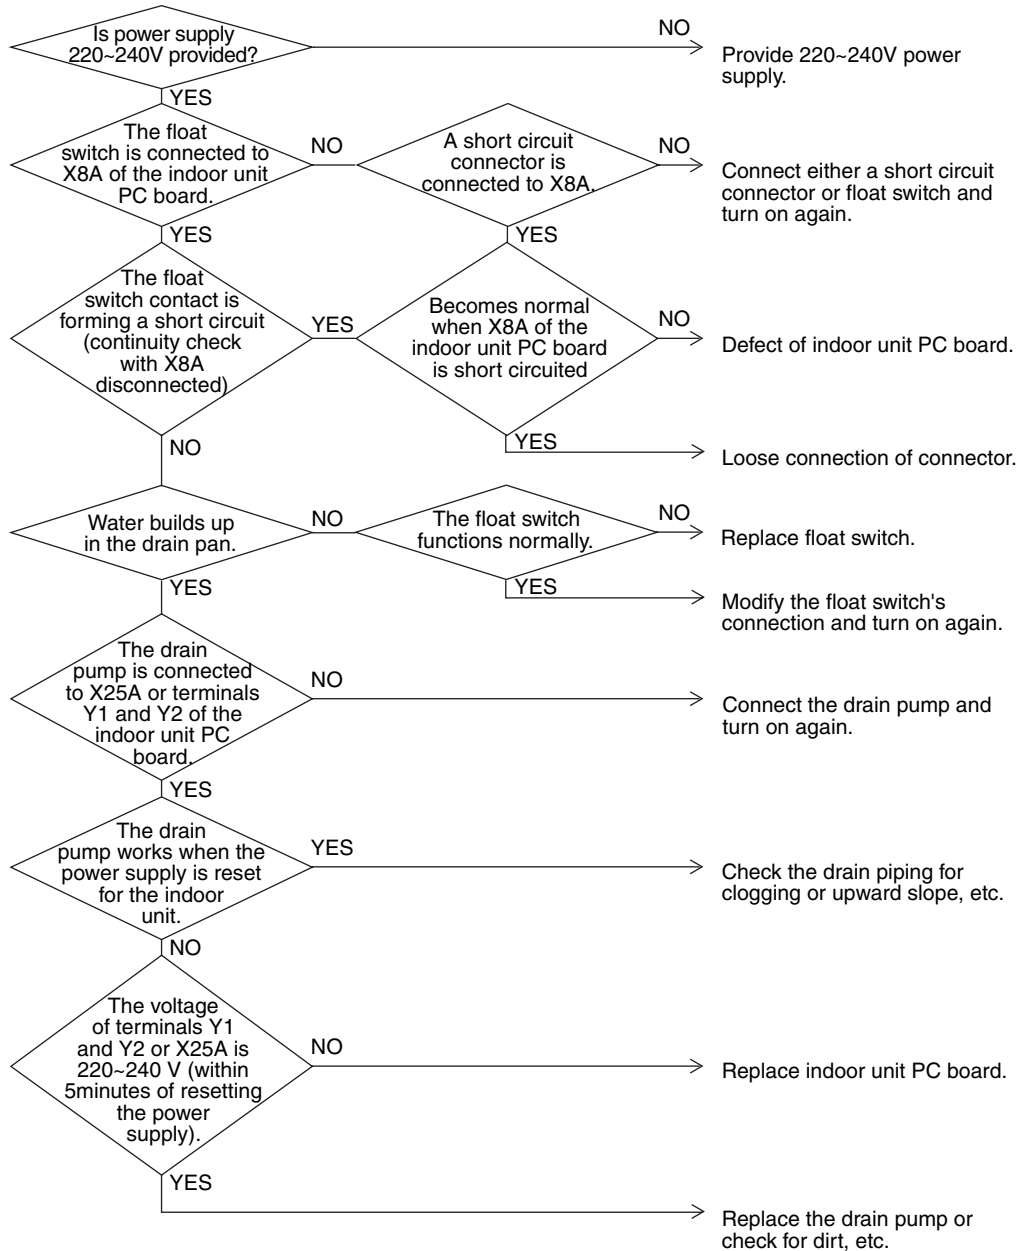 Is power supply
220~240V provided?
NO
Provide 220~240V power
supply.
YES
The float
switch is connected to
X8A of the indoor unit
PC board.
NO
A short circuit
connector is
connected to X8A.
NO
Connect either a short circuit
connector or float switch and
turn on again.
YES
YES
The float
switch contact is
forming a short circuit
(continuity check
with X8A
disconnected)
YES
Becomes normal
when X8A of the
indoor unit PC board
is short circuited
NO
Defect of indoor unit PC board.
YES
Loose connection of connector.
NO
Water builds up
in the drain pan.
NO
The float switch
functions normally.
NO
Replace float switch.
YES
Modify the float switch's
connection and turn on again.
YES
The drain
pump is connected
to X25A or terminals
Y1 and Y2 of the
indoor unit PC
board.
NO
Connect the drain pump and
turn on again.
YES
The drain
pump works when the
power supply is reset
for the indoor
unit.
YES
Check the drain piping for
clogging or upward slope, etc.
NO
The voltage
of terminals Y1
and Y2 or X25A is
220~240 V (within
5minutes of resetting
the power
supply).
NO
Replace indoor unit PC board.
YES
Replace the drain pump or
check for dirt, etc.